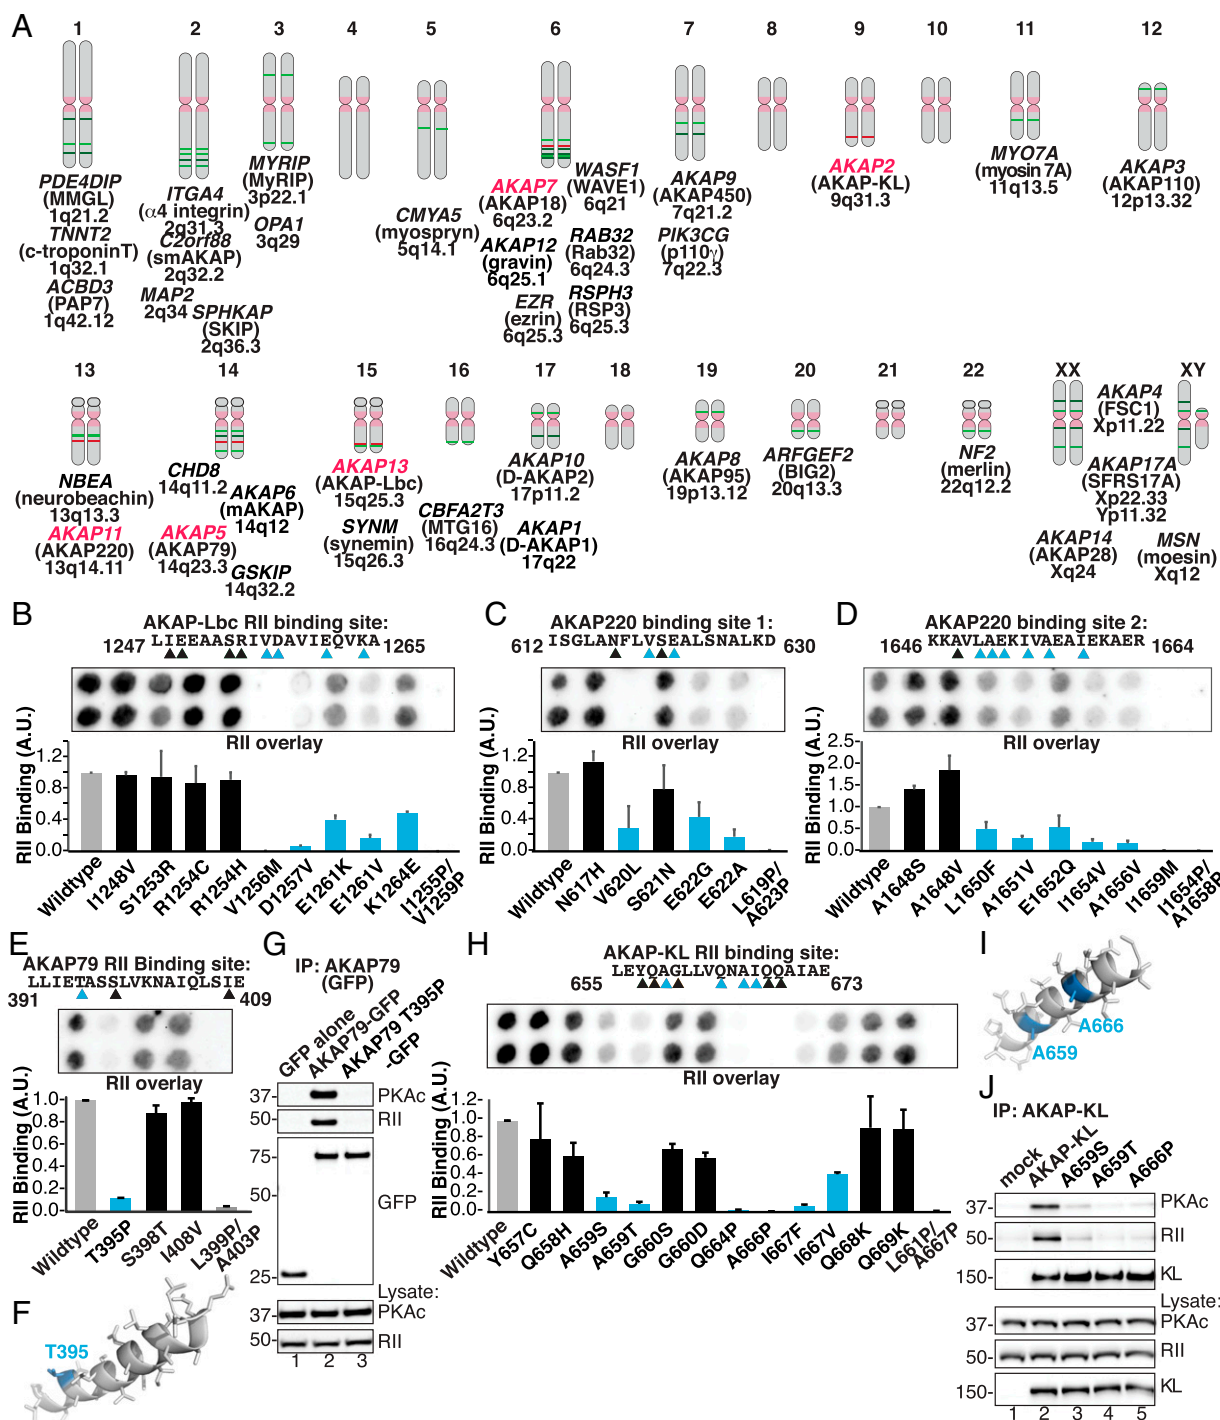 A
1 2 3 4 5 6 7 8 9 10 11 12
PDE4DIP
(MMGL)
1q21.2
TNNT2
(c-troponinT)
1q32.1
ACBD3
(PAP7)
1q42.12
ITGA4
(α4 integrin)
2q31.3
C2orf88
(smAKAP)
2q32.2
MAP2
2q34
SPHKAP
(SKIP)
2q36.3
MYRIP
(MyRIP)
3p22.1
OPA1
3q29
CMYA5
(myospryn)
5q14.1
AKAP7
(AKAP18)
6q23.2
AKAP12
(gravin)
6q25.1
EZR
(ezrin)
6q25.3
WASF1
(WAVE1)
6q21
RAB32
(Rab32)
6q24.3
RSPH3
(RSP3)
6q25.3
AKAP9
(AKAP450)
7q21.2
PIK3CG
(p110γ)
7q22.3
AKAP2
(AKAP-KL)
9q31.3
MYO7A
(myosin 7A)
11q13.5
AKAP3
(AKAP110)
12p13.32
13 14 15 16 17 18 19 20 21 22 XX XY
NBEA
(neurobeachin)
13q13.3
AKAP11
(AKAP220)
13q14.11
CHD8
14q11.2
AKAP6
(mAKAP)
14q12
AKAP5
(AKAP79)
14q23.3
GSKIP
14q32.2
AKAP13
(AKAP-Lbc)
15q25.3
SYNM
(synemin)
15q26.3
CBFA2T3
(MTG16)
16q24.3
AKAP10
(D-AKAP2)
17p11.2
AKAP1
(D-AKAP1)
17q22
AKAP8
(AKAP95)
19p13.12
ARFGEF2
(BIG2)
20q13.3
NF2
(merlin)
22q12.2
AKAP4
(FSC1)
Xp11.22
AKAP17A
(SFRS17A)
Xp22.33
Yp11.32
AKAP14
(AKAP28)
Xq24
MSN
(moesin)
Xq12
B
AKAP-Lbc RII binding site:
1247 LIEEAASRIVDAVIEQVKA 1265
RII overlay
RII Binding (A.U.)
1.2
0.8
0.4
0
Wildtype
I1248V
S1253R
R1254C
R1254H
V1256M
D1257V
E1261K
E1261V
K1264E
I1255P/
V1259P
C
AKAP220 binding site 1:
612 ISGLANFLVSEALSNALKD 630
RII overlay
RII Binding (A.U.)
1.2
0.8
0.4
0
Wildtype
N617H
V620L
S621N
E622G
E622A
L619P/
A623P
D
AKAP220 binding site 2:
1646 KKAVLAEKIVAEAIEKAER 1664
RII overlay
RII Binding (A.U.)
2.5
2.0
1.5
1.0
0.5
0
Wildtype
A1648S
A1648V
L1650F
A1651V
E1652Q
I1654V
A1656V
I1659M
I1654P/
A1658P
E
AKAP79 RII Binding site:
LLIETASSLVKNAIQLSIE
391 409
RII overlay
RII Binding (A.U.)
1.0
0.8
0.6
0.4
0.2
0.0
Wildtype
T395P
S398T
I408V
L399P/
A403P
F
T395
G
IP: AKAP79
(GFP)
GFP alone
AKAP79-GFP
AKAP79 T395P
-GFP
37- PKAc
50- RII
75-
50- GFP
25-
Lysate:
37- PKAc
50- RII
1 2 3
H
AKAP-KL RII binding site:
LEYQAGLLVQNAIQQAIAE
655 673
RII overlay
RII Binding (A.U.)
1.2
1.0
0.8
0.6
0.4
0.2
0
Wildtype
Y657C
Q658H
A659S
A659T
G660S
G660D
Q664P
A666P
I667F
I667V
Q668K
Q669K
L661P/
A667P
I
A666
A659
J
IP: AKAP-KL
mock
AKAP-KL
A659S
A659T
A666P
37- PKAc
50- RII
150- KL
Lysate:
37- PKAc
50- RII
150- KL
1 2 3 4 5